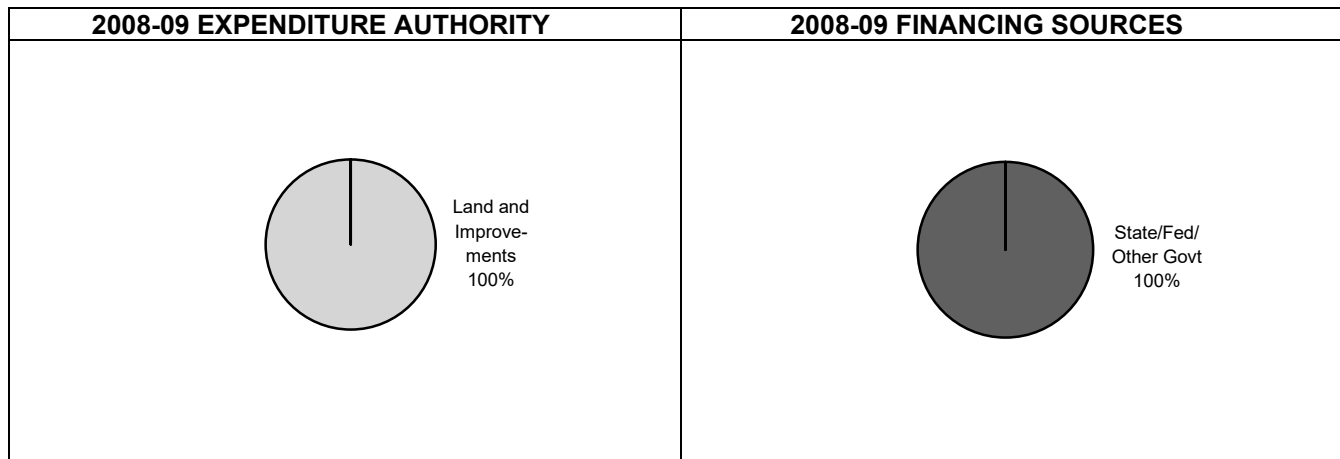 2008-09 EXPENDITURE AUTHORITY
2008-09 FINANCING SOURCES
Land and
Improve-
ments
100%
State/Fed/
Other Govt
100%